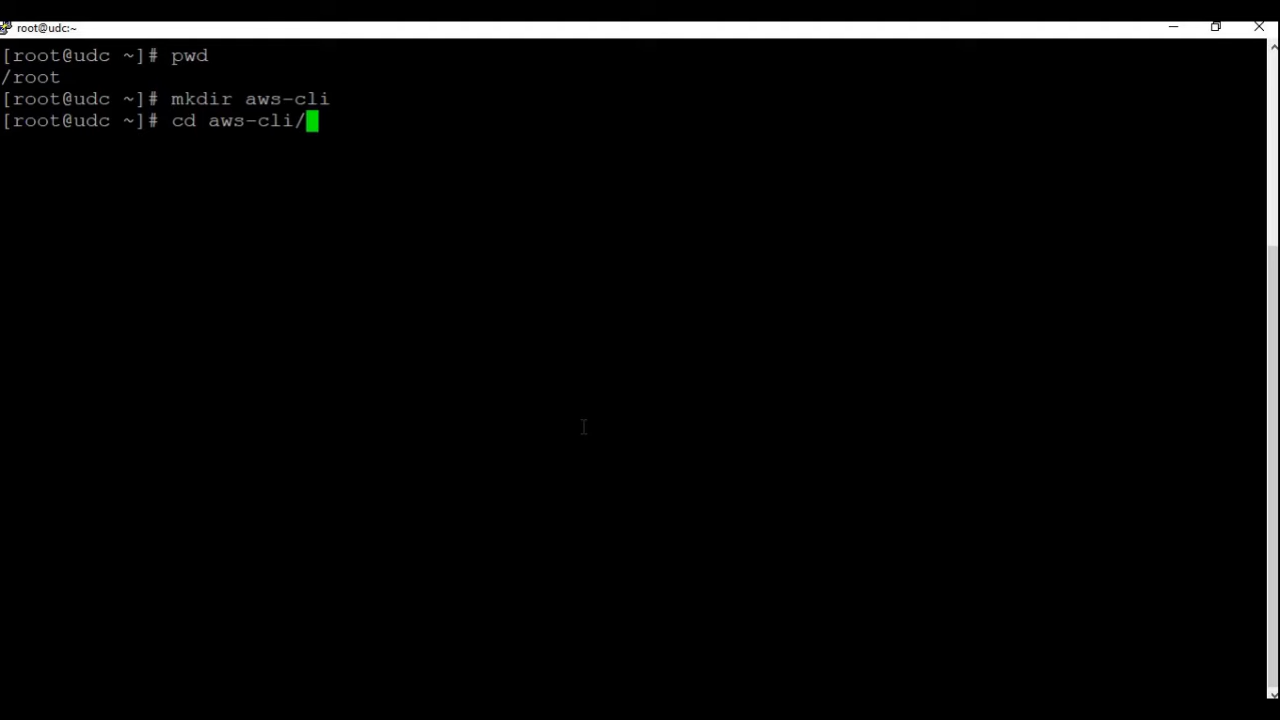 root@udc:~
[root@udc ~]# pwd
/root
[root@udc ~]# mkdir aws-cli
[root@udc ~]# cd aws-cli/